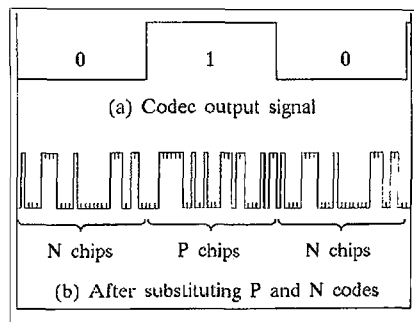 0 1 0
(a) Codec output signal
N chips P chips N chips
(b) After substituting P and N codes